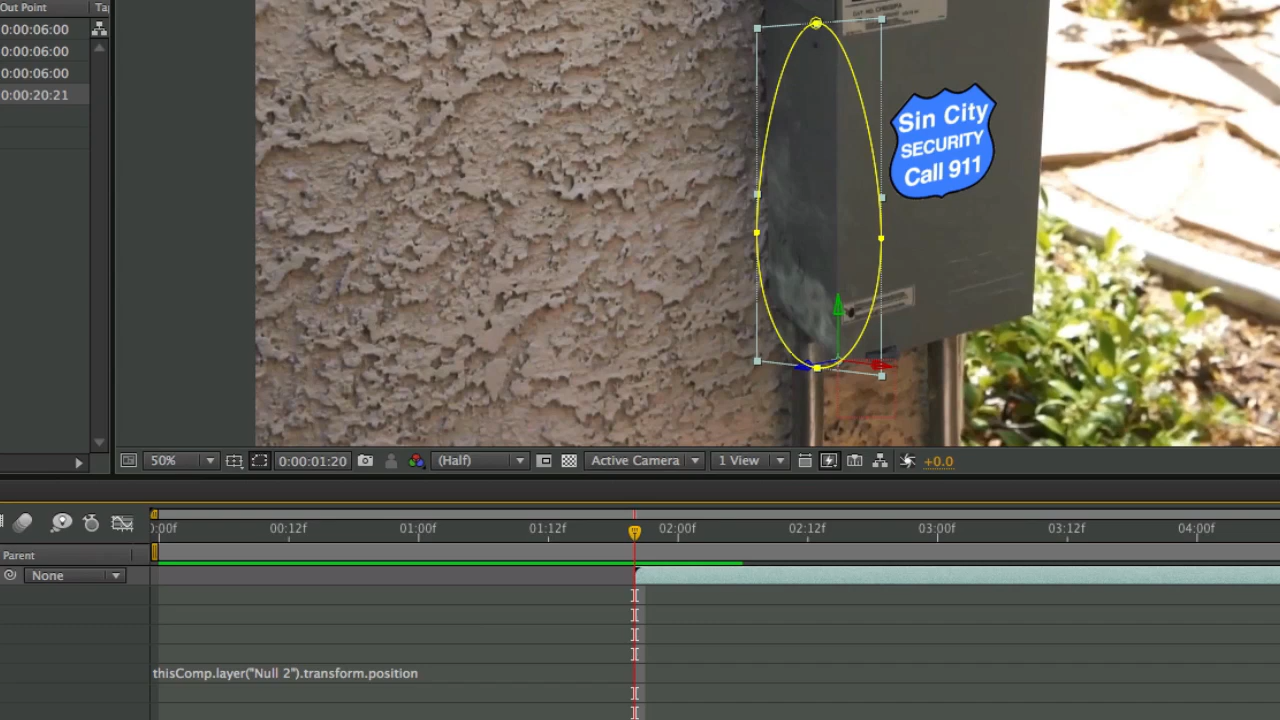 Out Point
Ta
0:00:06:00
0:00:06:00
0:00:06:00
0:00:20:21
Sin City
SECURITY
Call 911
50%
0:00:01:20
(Half)
Active Camera
1 View
+0.0
):00f
00:12f
01:00f
01:12f
02:00f
02:12f
03:00f
03:12f
04:00f
Parent
None
thisComp.layer("Null 2").transform.position